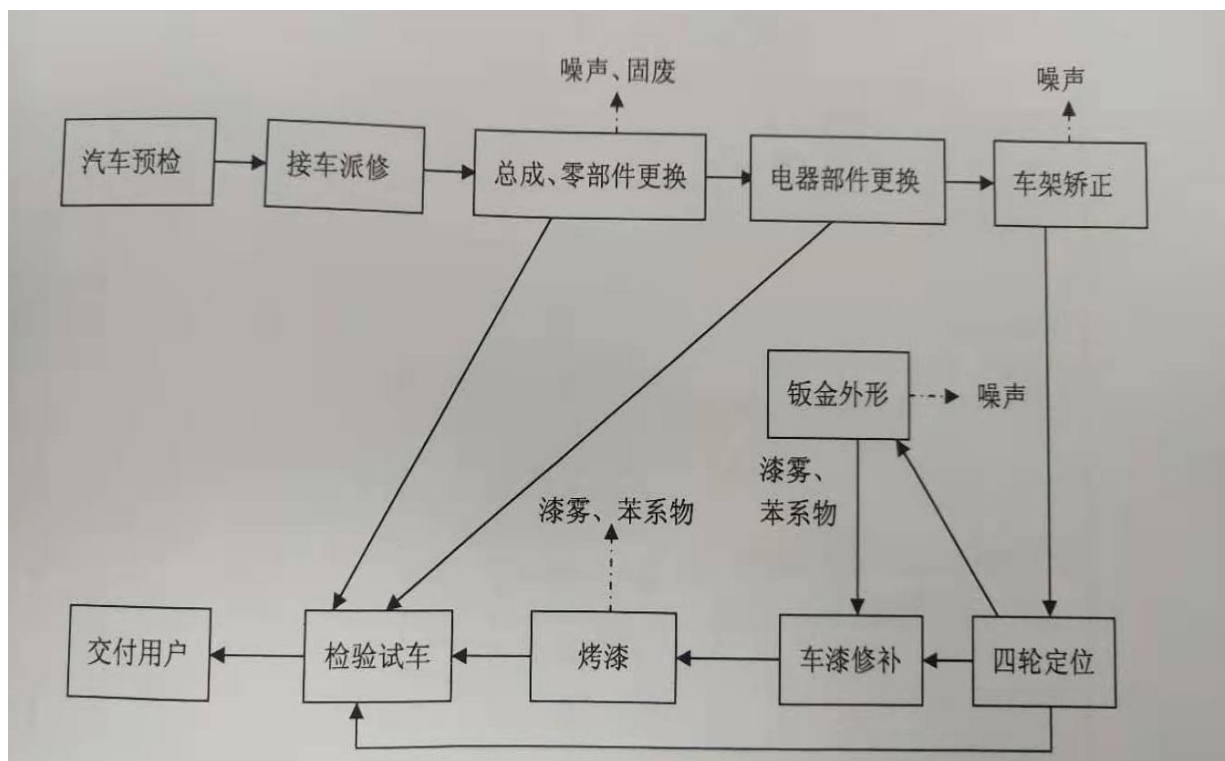 噪声、固废
噪声
汽车预检
接车派修
总成、零部件更换
电器部件更换
车架矫正
钣金外形
噪声
漆雾、
苯系物
漆雾、苯系物
交付用户
检验试车
烤漆
车漆修补
四轮定位